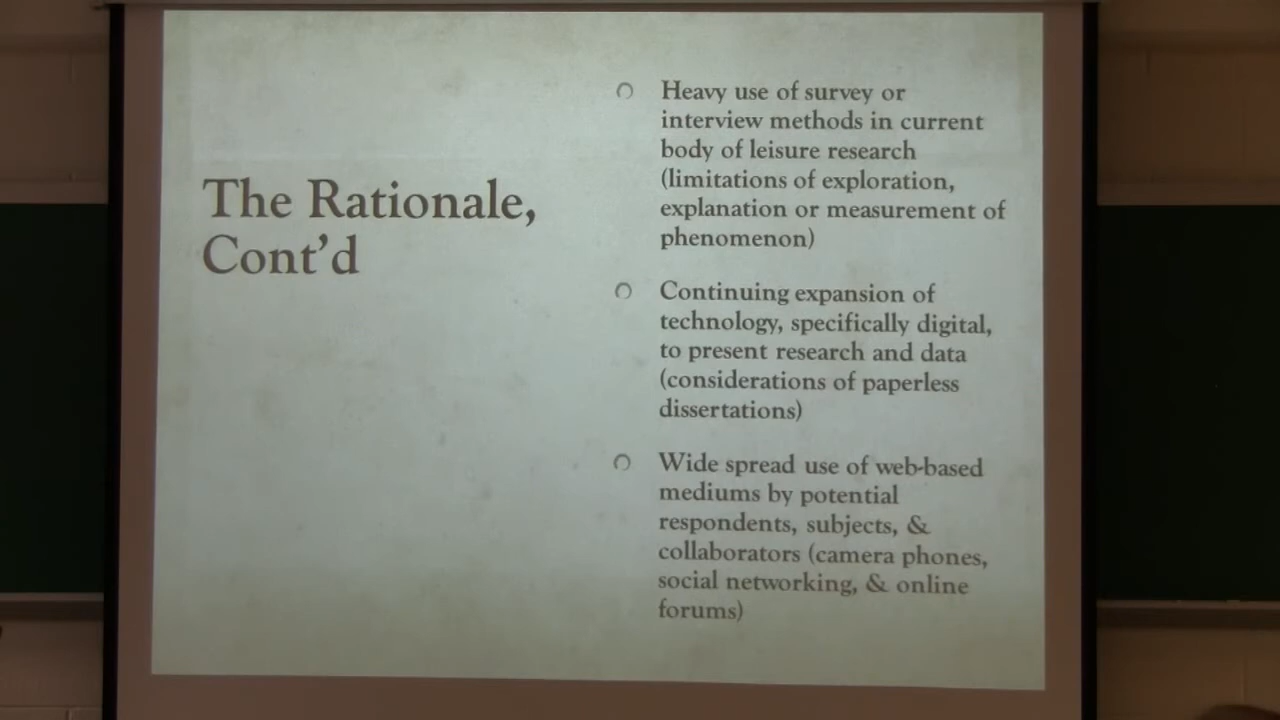 The Rationale,
Cont'd
Heavy use of survey or
interview methods in current
body of leisure research
(limitations of exploration,
explanation or measurement of
phenomenon)
Continuing expansion of
technology, specifically digital,
to present research and data
(considerations of paperless
dissertations)
Wide spread use of web-based
mediums by potential
respondents, subjects, &
collaborators (camera phones,
social networking, & online
forums)